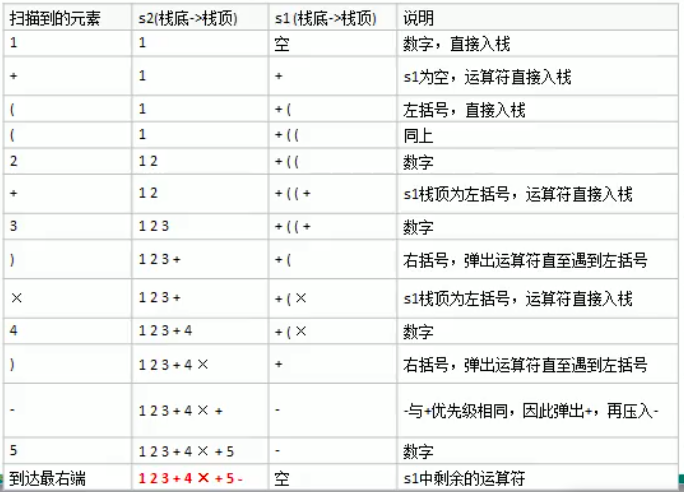 扫描到的元素 s2(栈底->栈顶) s1 (栈底->栈顶) 说明
1 1 空 数字，直接入栈
+ 1 + s1为空，运算符直接入栈
( 1 + ( 左括号，直接入栈
( 1 + ( ( 同上
2 1 2 + ( ( 数字
+ 1 2 + ( ( + s1栈顶为左括号，运算符直接入栈
3 1 2 3 + ( ( + 数字
) 1 2 3 + + ( 右括号，弹出运算符直至遇到左括号
× 1 2 3 + + ( × s1栈顶为左括号，运算符直接入栈
4 1 2 3 + 4 + ( × 数字
) 1 2 3 + 4 × + 右括号，弹出运算符直至遇到左括号
- 1 2 3 + 4 × + - -与+优先级相同，因此弹出+，再压入-
5 1 2 3 + 4 × + 5 - 数字
到达最右端 1 2 3 + 4 × + 5 - 空 s1中剩余的运算符